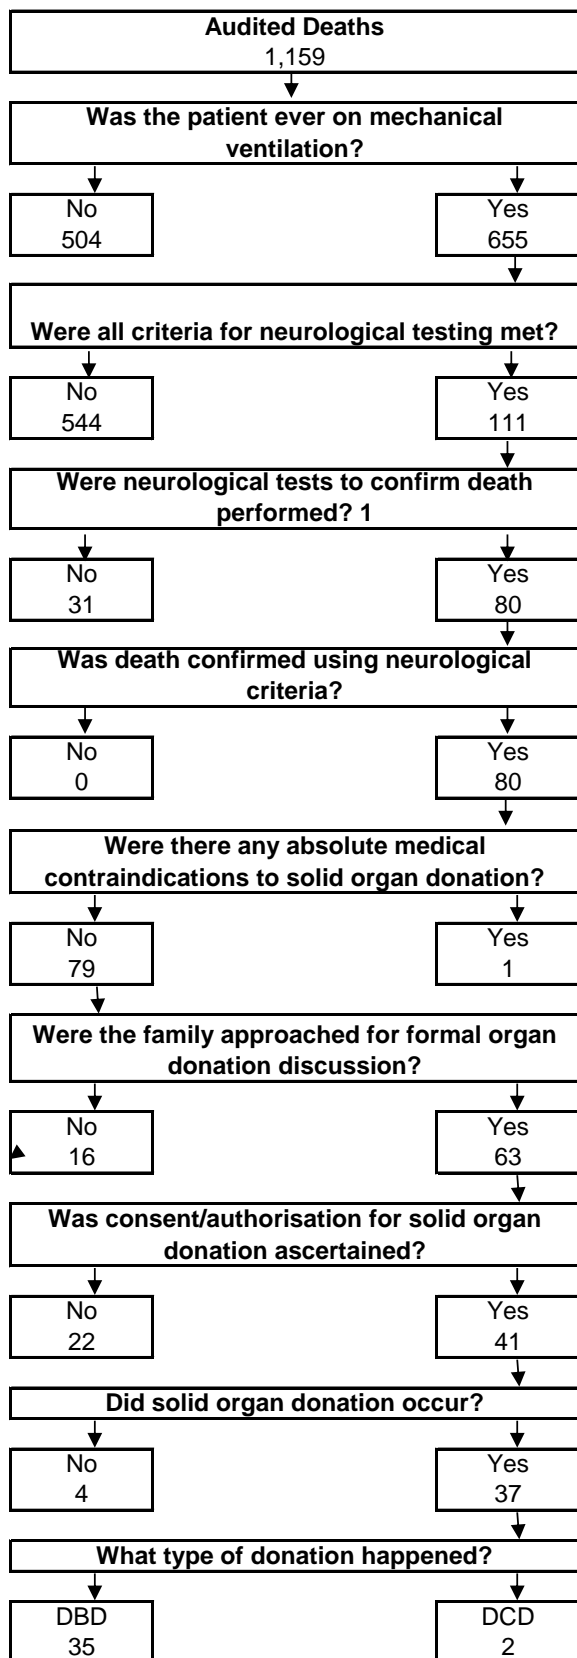 Audited Deaths
1,159
Was the patient ever on mechanical
ventilation?
No
504
Yes
655
Were all criteria for neurological testing met?
No
544
Yes
111
Were neurological tests to confirm death
performed? 1
No
31
Yes
80
Was death confirmed using neurological
criteria?
No
0
Yes
80
Were there any absolute medical
contraindications to solid organ donation?
No
79
Yes
1
Were the family approached for formal organ
donation discussion?
No
16
Yes
63
Was consent/authorisation for solid organ
donation ascertained?
No
22
Yes
41
Did solid organ donation occur?
No
4
Yes
37
What type of donation happened?
DBD
35
DCD
2